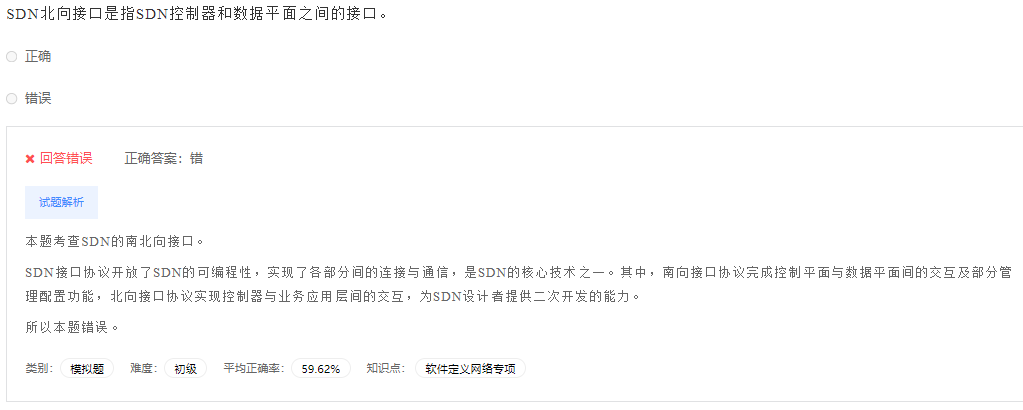 SDN北向接口是指SDN控制器和数据平面之间的接口。
正确
错误
回答错误 正确答案：错
试题解析
本题考查SDN的南北向接口。
SDN接口协议开放了SDN的可编程性，实现了各部分间的连接与通信，是SDN的核心技术之一。其中，南向接口协议完成控制平面与数据平面间的交互及部分管
理配置功能，北向接口协议实现控制器与业务应用层间的交互，为SDN设计者提供二次开发的能力。
所以本题错误。
类别： 模拟题 难度： 初级 平均正确率： 59.62% 知识点： 软件定义网络专项